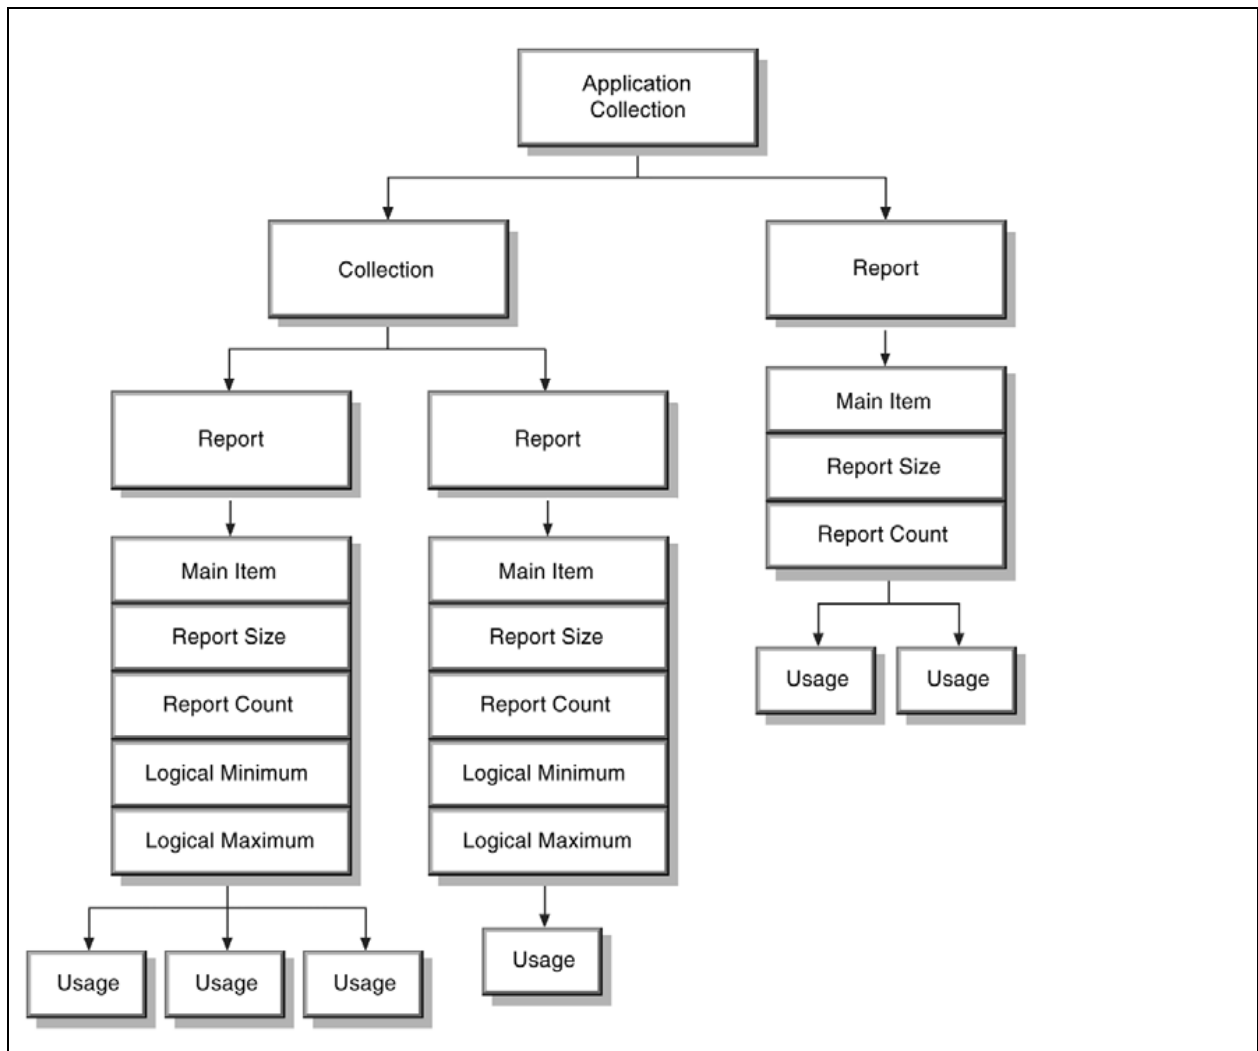 Application
Collection
Collection
Report
Report
Report
Main Item
Report Size
Report Count
Main Item
Report Size
Report Count
Logical Minimum
Logical Maximum
Main Item
Report Size
Report Count
Logical Minimum
Logical Maximum
Usage
Usage
Usage
Usage
Usage
Usage